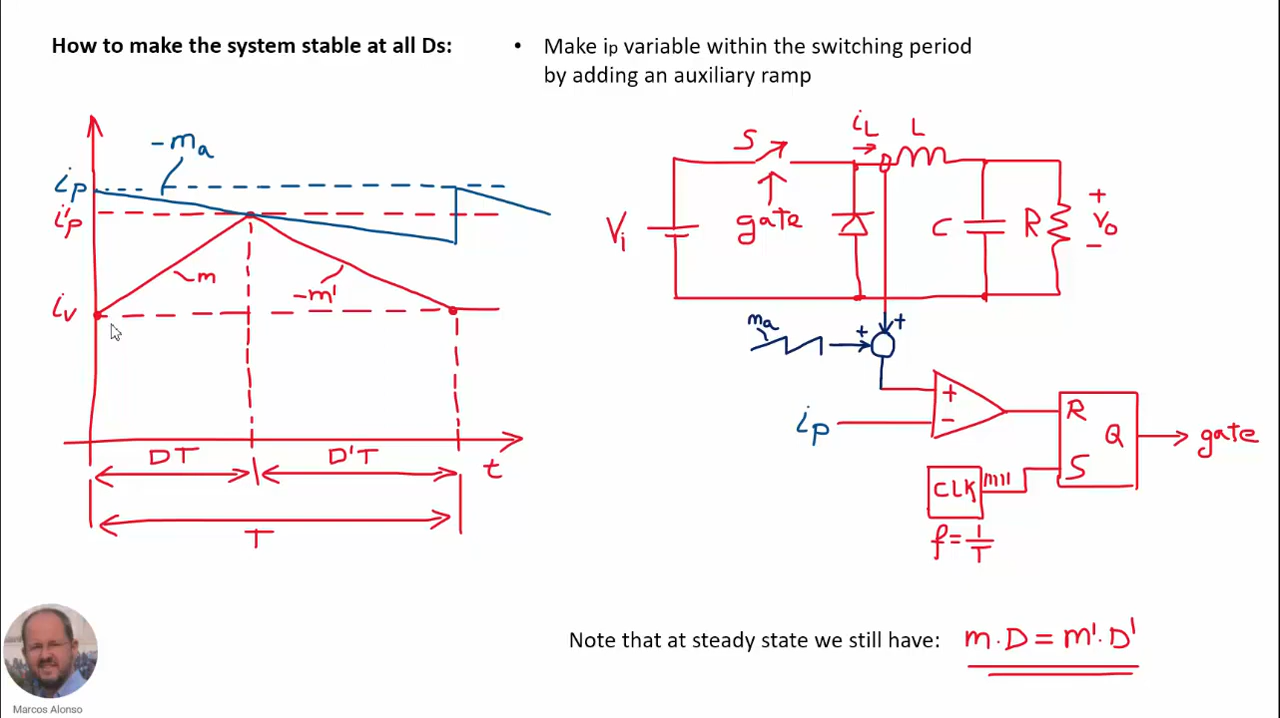 How to make the system stable at all Ds:
• Make ip variable within the switching period
by adding an auxiliary ramp
-ma
ip
i'p
m
-m'
iv
DT
D'T
t
T
S
iL
L
gate
Vi
C
R
+
vo
-
ma
+
+
ip
+
-
R
Q
S
gate
CLK
f=1/T
Note that at steady state we still have: m·D=m'·D'
Marcos Alonso